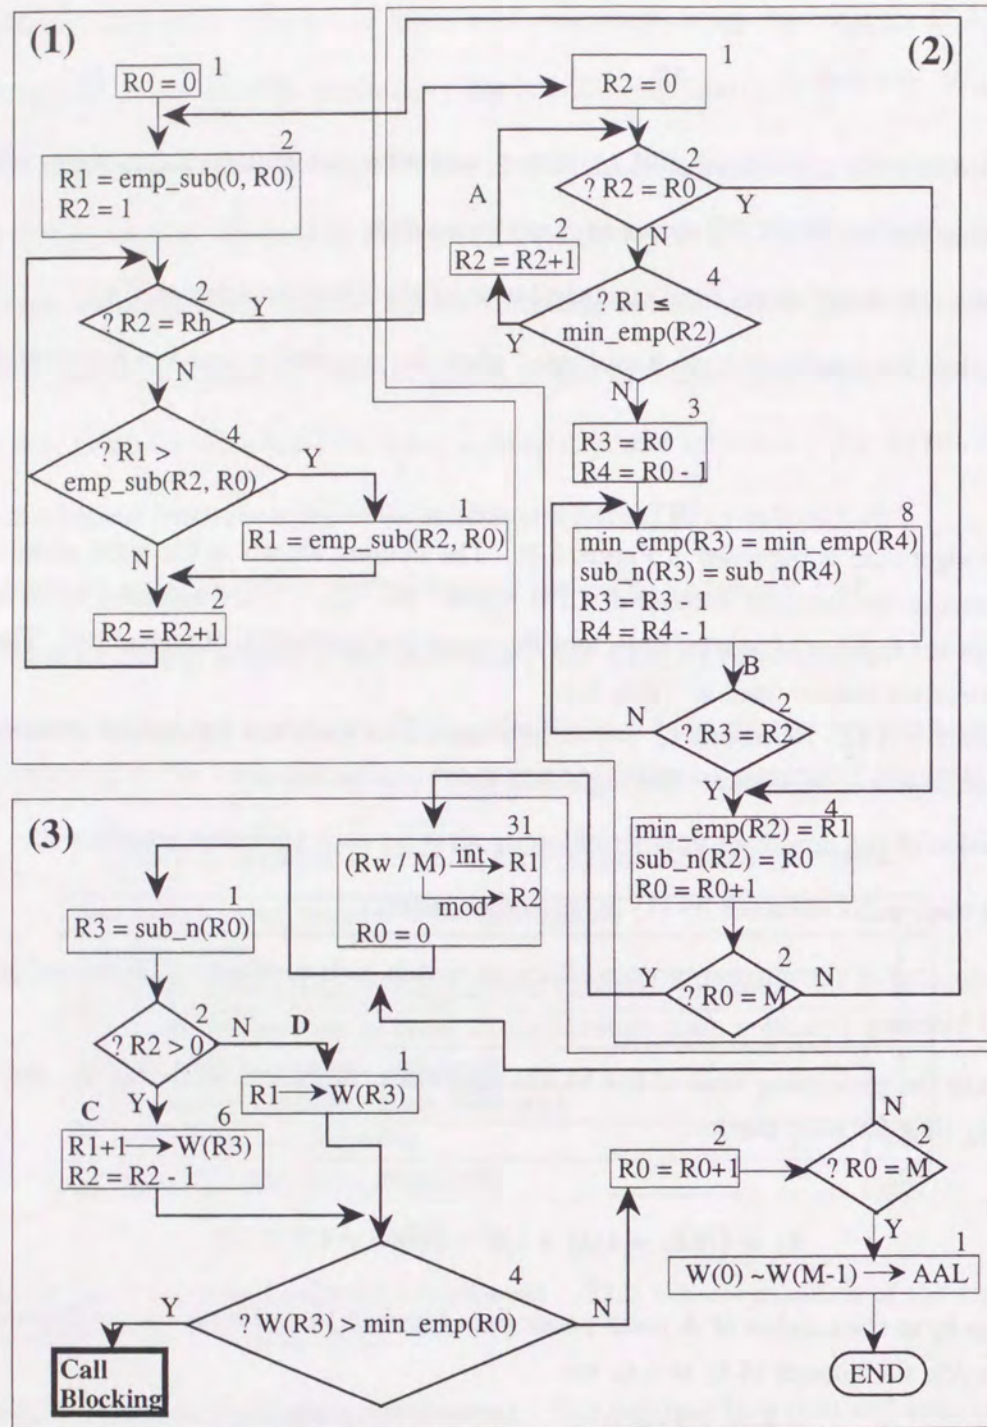 (1)
R0 = 0
1
2
R1 = emp_sub(0, R0)
R2 = 1
2
? R2 = Rh
Y
N
4
? R1 >
emp_sub(R2, R0)
Y
1
R1 = emp_sub(R2, R0)
N
2
R2 = R2+1
(2)
1
R2 = 0
A
2
? R2 = R0
Y
N
2
R2 = R2+1
4
? R1 ≤
min_emp(R2)
Y
N
3
R3 = R0
R4 = R0 - 1
8
min_emp(R3) = min_emp(R4)
sub_n(R3) = sub_n(R4)
R3 = R3 - 1
R4 = R4 - 1
B
2
? R3 = R2
N
Y
4
min_emp(R2) = R1
sub_n(R2) = R0
R0 = R0+1
2
? R0 = M
Y
N
(3)
31
(Rw / M) int R1
mod R2
R0 = 0
1
R3 = sub_n(R0)
2
? R2 > 0
N
D
Y
C
1
R1 W(R3)
6
R1+1 W(R3)
R2 = R2 - 1
4
? W(R3) > min_emp(R0)
Y
N
Call
Blocking
2
R0 = R0+1
? R0 = M
N
Y
1
W(0) ~W(M-1) AAL
END